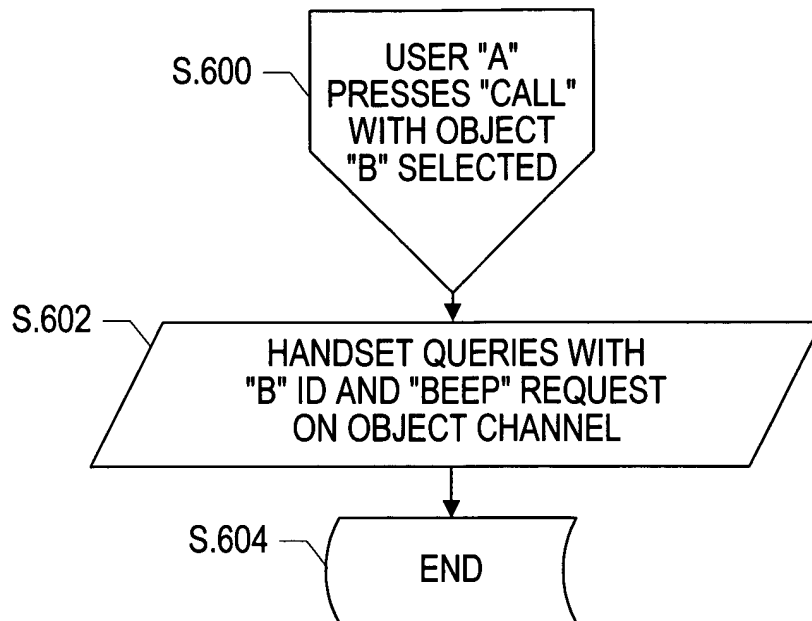 S.600
USER "A"
PRESSES "CALL"
WITH OBJECT
"B" SELECTED
S.602
HANDSET QUERIES WITH
"B" ID AND "BEEP" REQUEST
ON OBJECT CHANNEL
S.604
END